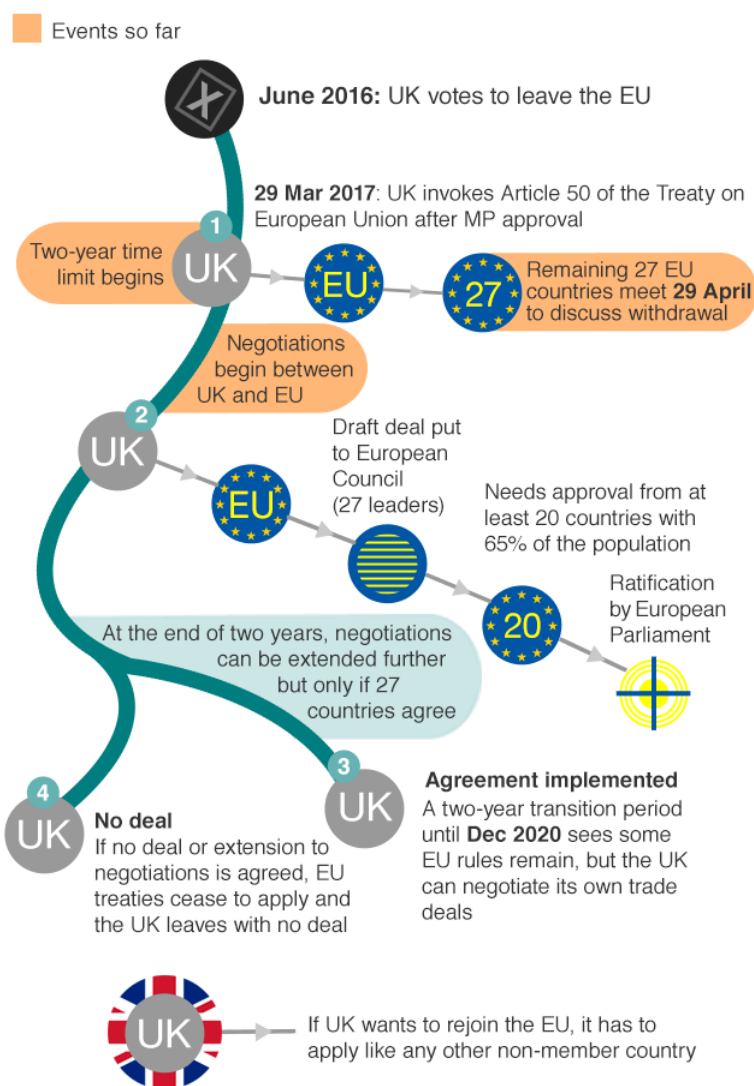 Events so far
June 2016: UK votes to leave the EU
29 Mar 2017: UK invokes Article 50 of the Treaty on
European Union after MP approval
1
Two-year time
limit begins
UK
EU
27
Remaining 27 EU
countries meet 29 April
to discuss withdrawal
Negotiations
begin between
UK and EU
2
UK
EU
Draft deal put
to European
Council
(27 leaders)
Needs approval from at
least 20 countries with
65% of the population
20
Ratification
by European
Parliament
At the end of two years, negotiations
can be extended further
but only if 27
countries agree
3
UK
Agreement implemented
A two-year transition period
until Dec 2020 sees some
EU rules remain, but the UK
can negotiate its own trade
deals
4
UK
No deal
If no deal or extension to
negotiations is agreed, EU
treaties cease to apply and
the UK leaves with no deal
UK
If UK wants to rejoin the EU, it has to
apply like any other non-member country